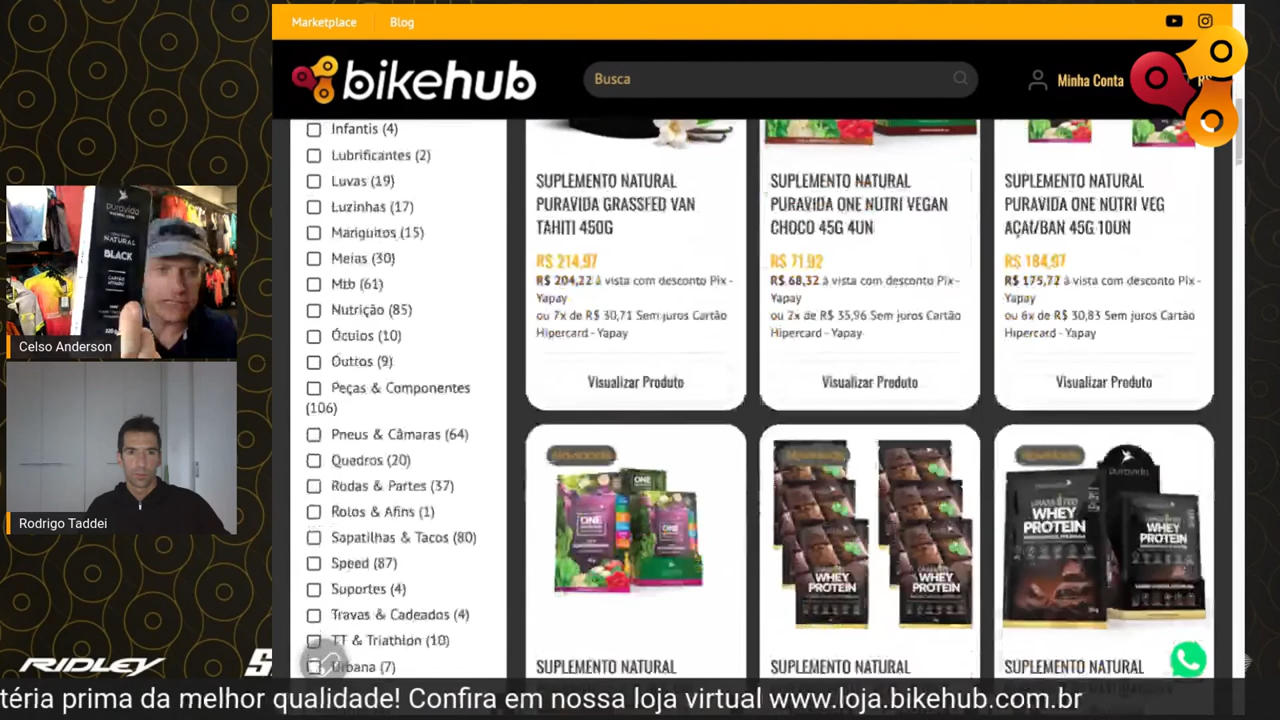 Marketplace
Blog
bikehub
Busca
Minha Conta
Infantis (4)
Lubrificantes (2)
Luvas (19)
Luzinhas (17)
Manguitos (15)
Meias (30)
Mtb (61)
Nutrição (85)
Óculos (10)
Outros (9)
Peças & Componentes
(106)
Pneus & Câmaras (64)
Quadros (20)
Rodas & Partes (37)
Rolos & Afins (1)
Sapatilhas & Tacos (80)
Speed (87)
Suportes (4)
Travas & Cadeados (4)
TT & Triathlon (10)
Urbana (7)
SUPLEMENTO NATURAL
PURAVIDA GRASSFED VAN
TAHITI 450G
R$ 214,97
R$ 204,22 à vista com desconto Pix -
Yapay
ou 7x de R$ 30,71 Sem juros Cartão
Hipercard - Yapay
Visualizar Produto
SUPLEMENTO NATURAL
PURAVIDA ONE NUTRI VEGAN
CHOCO 45G 4UN
R$ 71,92
R$ 68,32 à vista com desconto Pix -
Yapay
ou 2x de R$ 35,96 Sem juros Cartão
Hipercard - Yapay
Visualizar Produto
SUPLEMENTO NATURAL
PURAVIDA ONE NUTRI VEG
AÇAI/BAN 45G 10UN
R$ 184,97
R$ 175,72 à vista com desconto Pix -
Yapay
ou 6x de R$ 30,83 Sem juros Cartão
Hipercard - Yapay
Visualizar Produto
ONE
ONE
ONE
WHEY
PROTEIN
WHEY
PROTEIN
puravida
WHEY
PROTEIN
WHEY
PROTEIN
SUPLEMENTO NATURAL
SUPLEMENTO NATURAL
SUPLEMENTO NATURAL
puravida
NATURAL
BLACK
Celso Anderson
Rodrigo Taddei
RIDLEY
téria prima da melhor qualidade! Confira em nossa loja virtual www.loja.bikehub.com.br